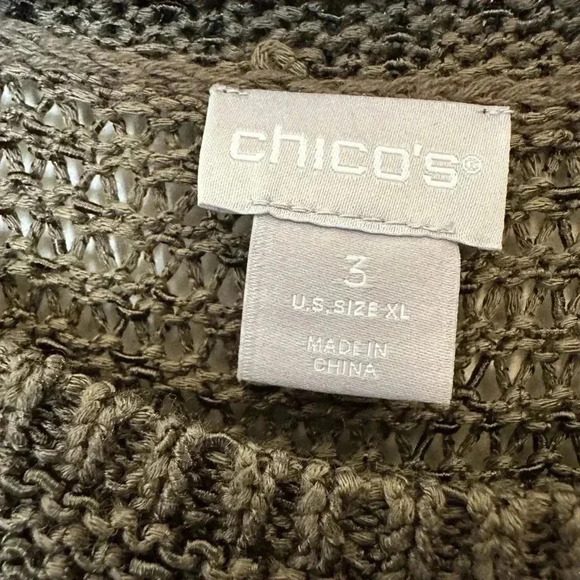 chico's®
3
U.S. SIZE XL
MADE IN
CHINA